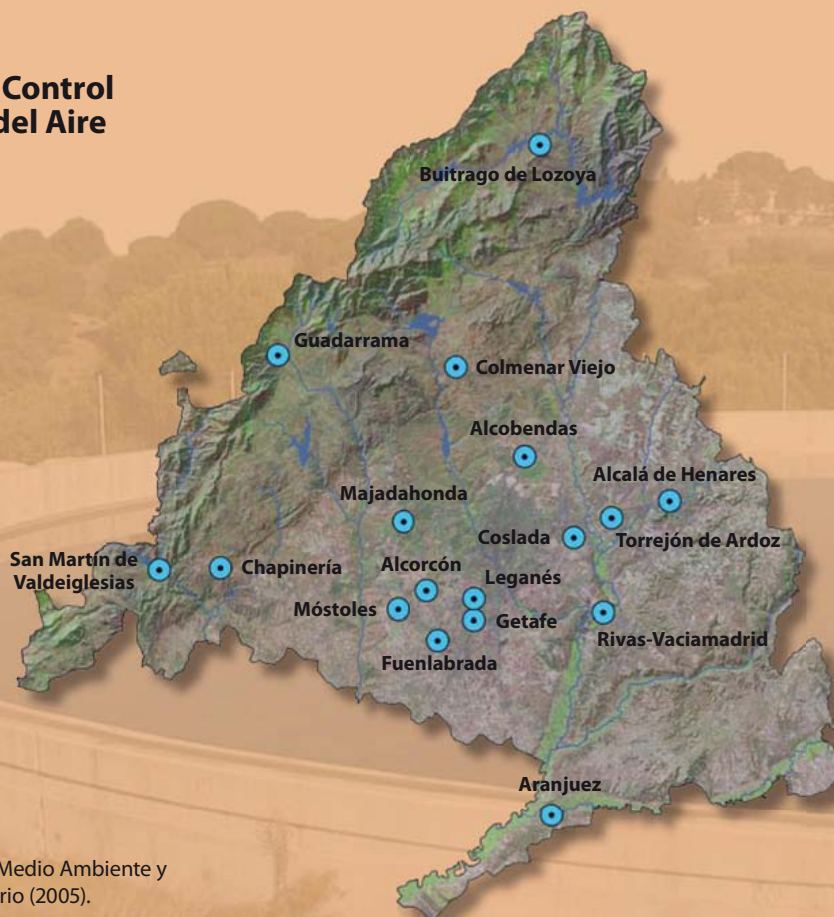 Control
del Aire
Buitrago de Lozoya
Guadarrama
Colmenar Viejo
Alcobendas
Alcalá de Henares
Majadahonda
Coslada
Torrejón de Ardoz
San Martín de
Valdeiglesias
Chapinería
Alcorcón
Leganés
Móstoles
Getafe
Rivas-Vaciamadrid
Fuenlabrada
Aranjuez
Medio Ambiente y
rio (2005).